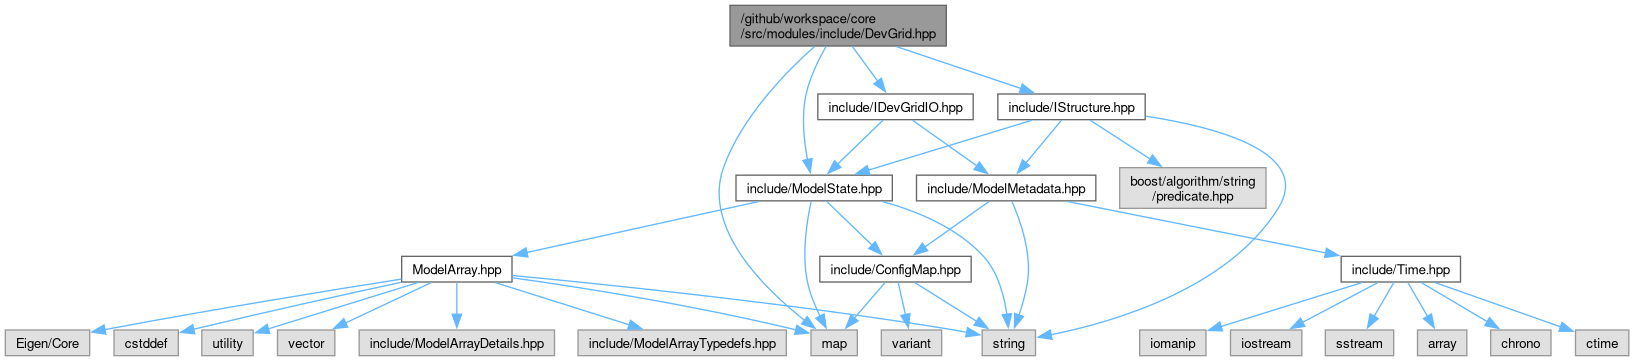 /github/workspace/core
/src/modules/include/DevGrid.hpp
include/IDevGridIO.hpp
include/IStructure.hpp
include/ModelState.hpp
include/ModelMetadata.hpp
boost/algorithm/string
/predicate.hpp
ModelArray.hpp
include/ConfigMap.hpp
include/Time.hpp
Eigen/Core
cstddef
utility
vector
include/ModelArrayDetails.hpp
include/ModelArrayTypedefs.hpp
map
variant
string
iomanip
iostream
sstream
array
chrono
ctime